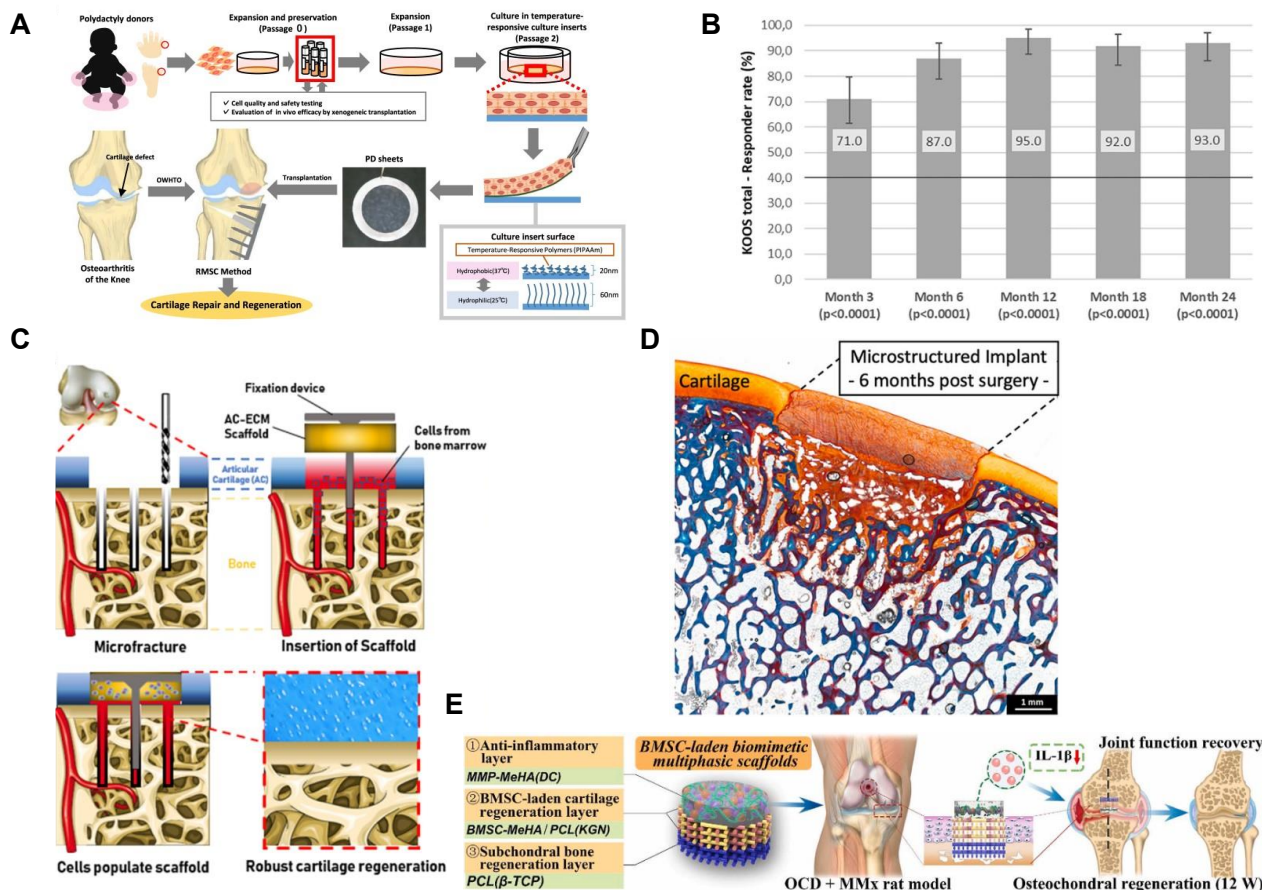 A
Polydactyly donors
Expansion and preservation
(Passage 0)
Expansion
(Passage 1)
Culture in temperature-
responsive culture inserts
(Passage 2)
✓ Cell quality and safety testing
✓ Evaluation of in vivo efficacy by xenogeneic transplantation
Cartilage defect
OWHTO
Transplantation
PD sheets
Osteoarthritis
of the Knee
RMSC Method
Cartilage Repair and Regeneration
Culture insert surface
Temperature-Responsive Polymers (PIPAAm)
Hydrophobic(37℃)
20nm
Hydrophilic(25℃)
60nm
B
KOOS total - Responder rate (%)
100,0
90,0
80,0
70,0
60,0
50,0
40,0
30,0
20,0
10,0
0,0
71.0
87.0
95.0
92.0
93.0
Month 3
(p<0.0001)
Month 6
(p<0.0001)
Month 12
(p<0.0001)
Month 18
(p<0.0001)
Month 24
(p<0.0001)
C
Fixation device
AC-ECM
Scaffold
Cells from
bone marrow
Articular
Cartilage (AC)
Bone
Microfracture
Insertion of Scaffold
Cells populate scaffold
Robust cartilage regeneration
D
Cartilage
Microstructured Implant
- 6 months post surgery -
1 mm
E
①Anti-inflammatory
layer
MMP-MeHA(DC)
②BMSC-laden cartilage
regeneration layer
BMSC-MeHA / PCL(KGN)
③Subchondral bone
regeneration layer
PCL(β-TCP)
BMSC-laden biomimetic
multiphasic scaffolds
OCD + MMx rat model
IL-1β
Joint function recovery
Osteochondral regeneration (12 W)